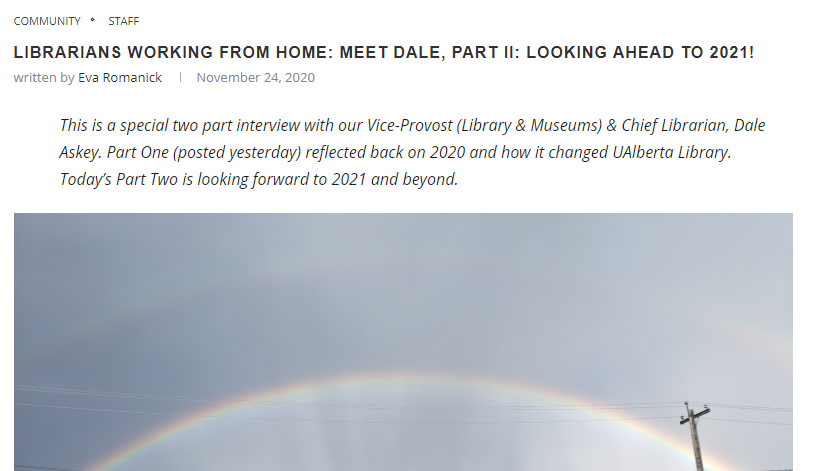 COMMUNITY ⋄ STAFF
LIBRARIANS WORKING FROM HOME: MEET DALE, PART II: LOOKING AHEAD TO 2021!
written by Eva Romanick | November 24, 2020
This is a special two part interview with our Vice-Provost (Library & Museums) & Chief Librarian, Dale
Askey. Part One (posted yesterday) reflected back on 2020 and how it changed UAlberta Library.
Today’s Part Two is looking forward to 2021 and beyond.